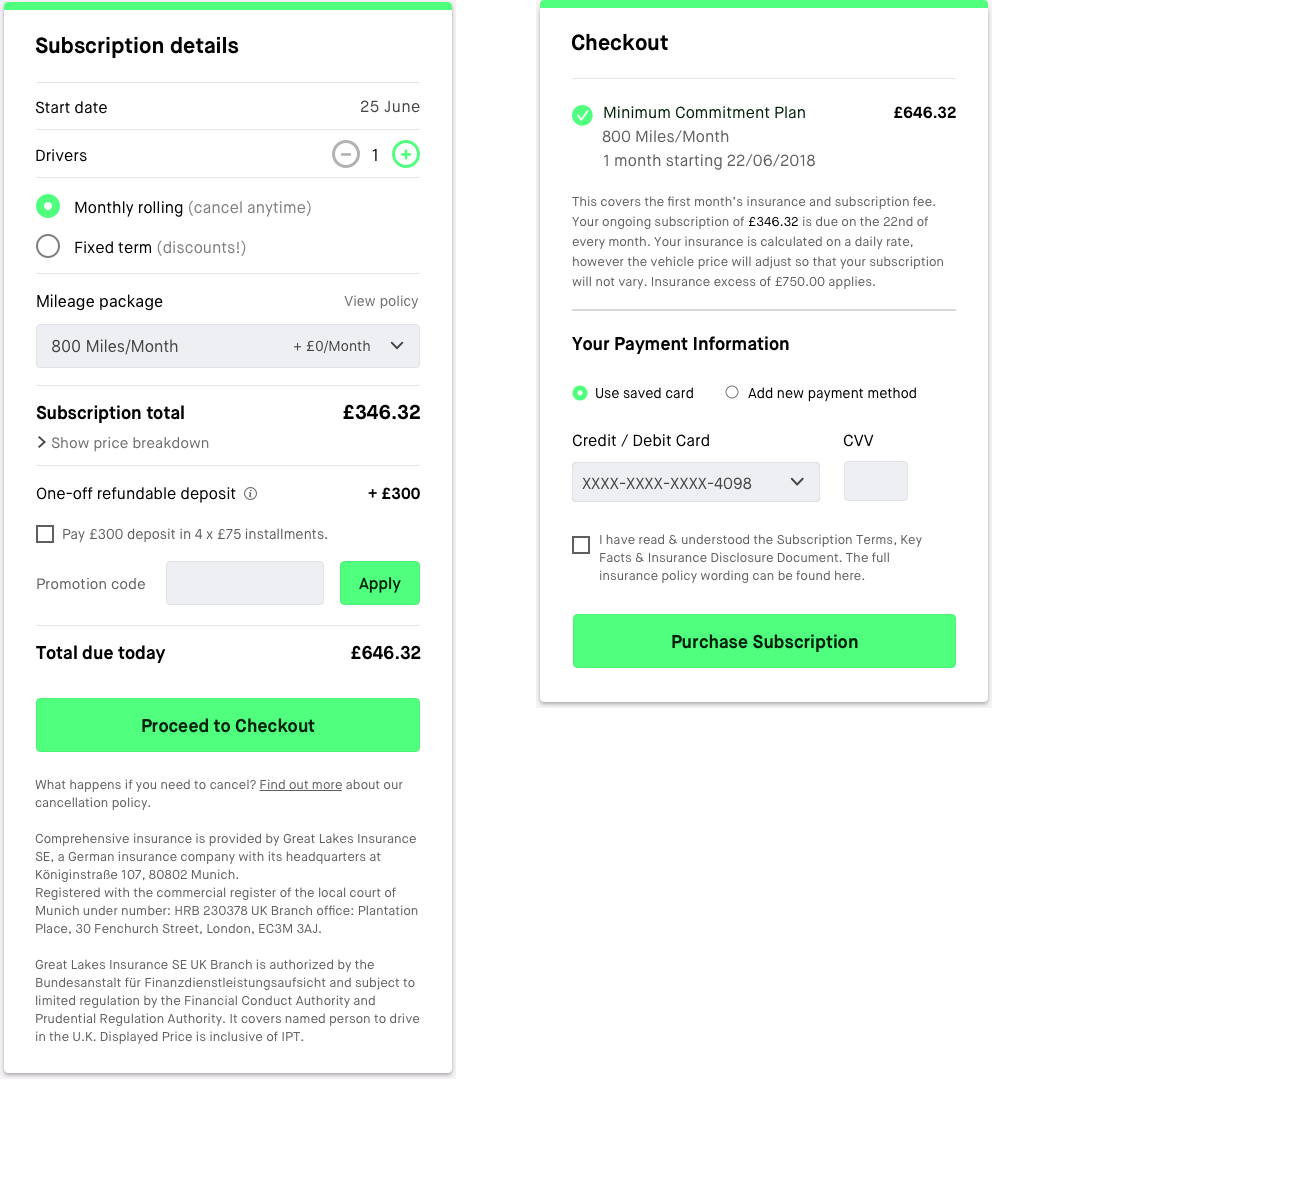 Subscription details
Start date 25 June
Drivers 1
Monthly rolling (cancel anytime)
Fixed term (discounts!)
Mileage package View policy
800 Miles/Month + £0/Month
Subscription total £346.32
Show price breakdown
One-off refundable deposit + £300
Pay £300 deposit in 4 x £75 installments.
Promotion code Apply
Total due today £646.32
Proceed to Checkout
What happens if you need to cancel? Find out more about our
cancellation policy.
Comprehensive insurance is provided by Great Lakes Insurance
SE, a German insurance company with its headquarters at
Königinstraße 107, 80802 Munich.
Registered with the commercial register of the local court of
Munich under number: HRB 230378 UK Branch office: Plantation
Place, 30 Fenchurch Street, London, EC3M 3AJ.
Great Lakes Insurance SE UK Branch is authorized by the
Bundesanstalt für Finanzdienstleistungsaufsicht and subject to
limited regulation by the Financial Conduct Authority and
Prudential Regulation Authority. It covers named person to drive
in the U.K. Displayed Price is inclusive of IPT.
Checkout
Minimum Commitment Plan £646.32
800 Miles/Month
1 month starting 22/06/2018
This covers the first month's insurance and subscription fee.
Your ongoing subscription of £346.32 is due on the 22nd of
every month. Your insurance is calculated on a daily rate,
however the vehicle price will adjust so that your subscription
will not vary. Insurance excess of £750.00 applies.
Your Payment Information
Use saved card Add new payment method
Credit / Debit Card CVV
XXXX-XXXX-XXXX-4098
I have read & understood the Subscription Terms, Key
Facts & Insurance Disclosure Document. The full
insurance policy wording can be found here.
Purchase Subscription